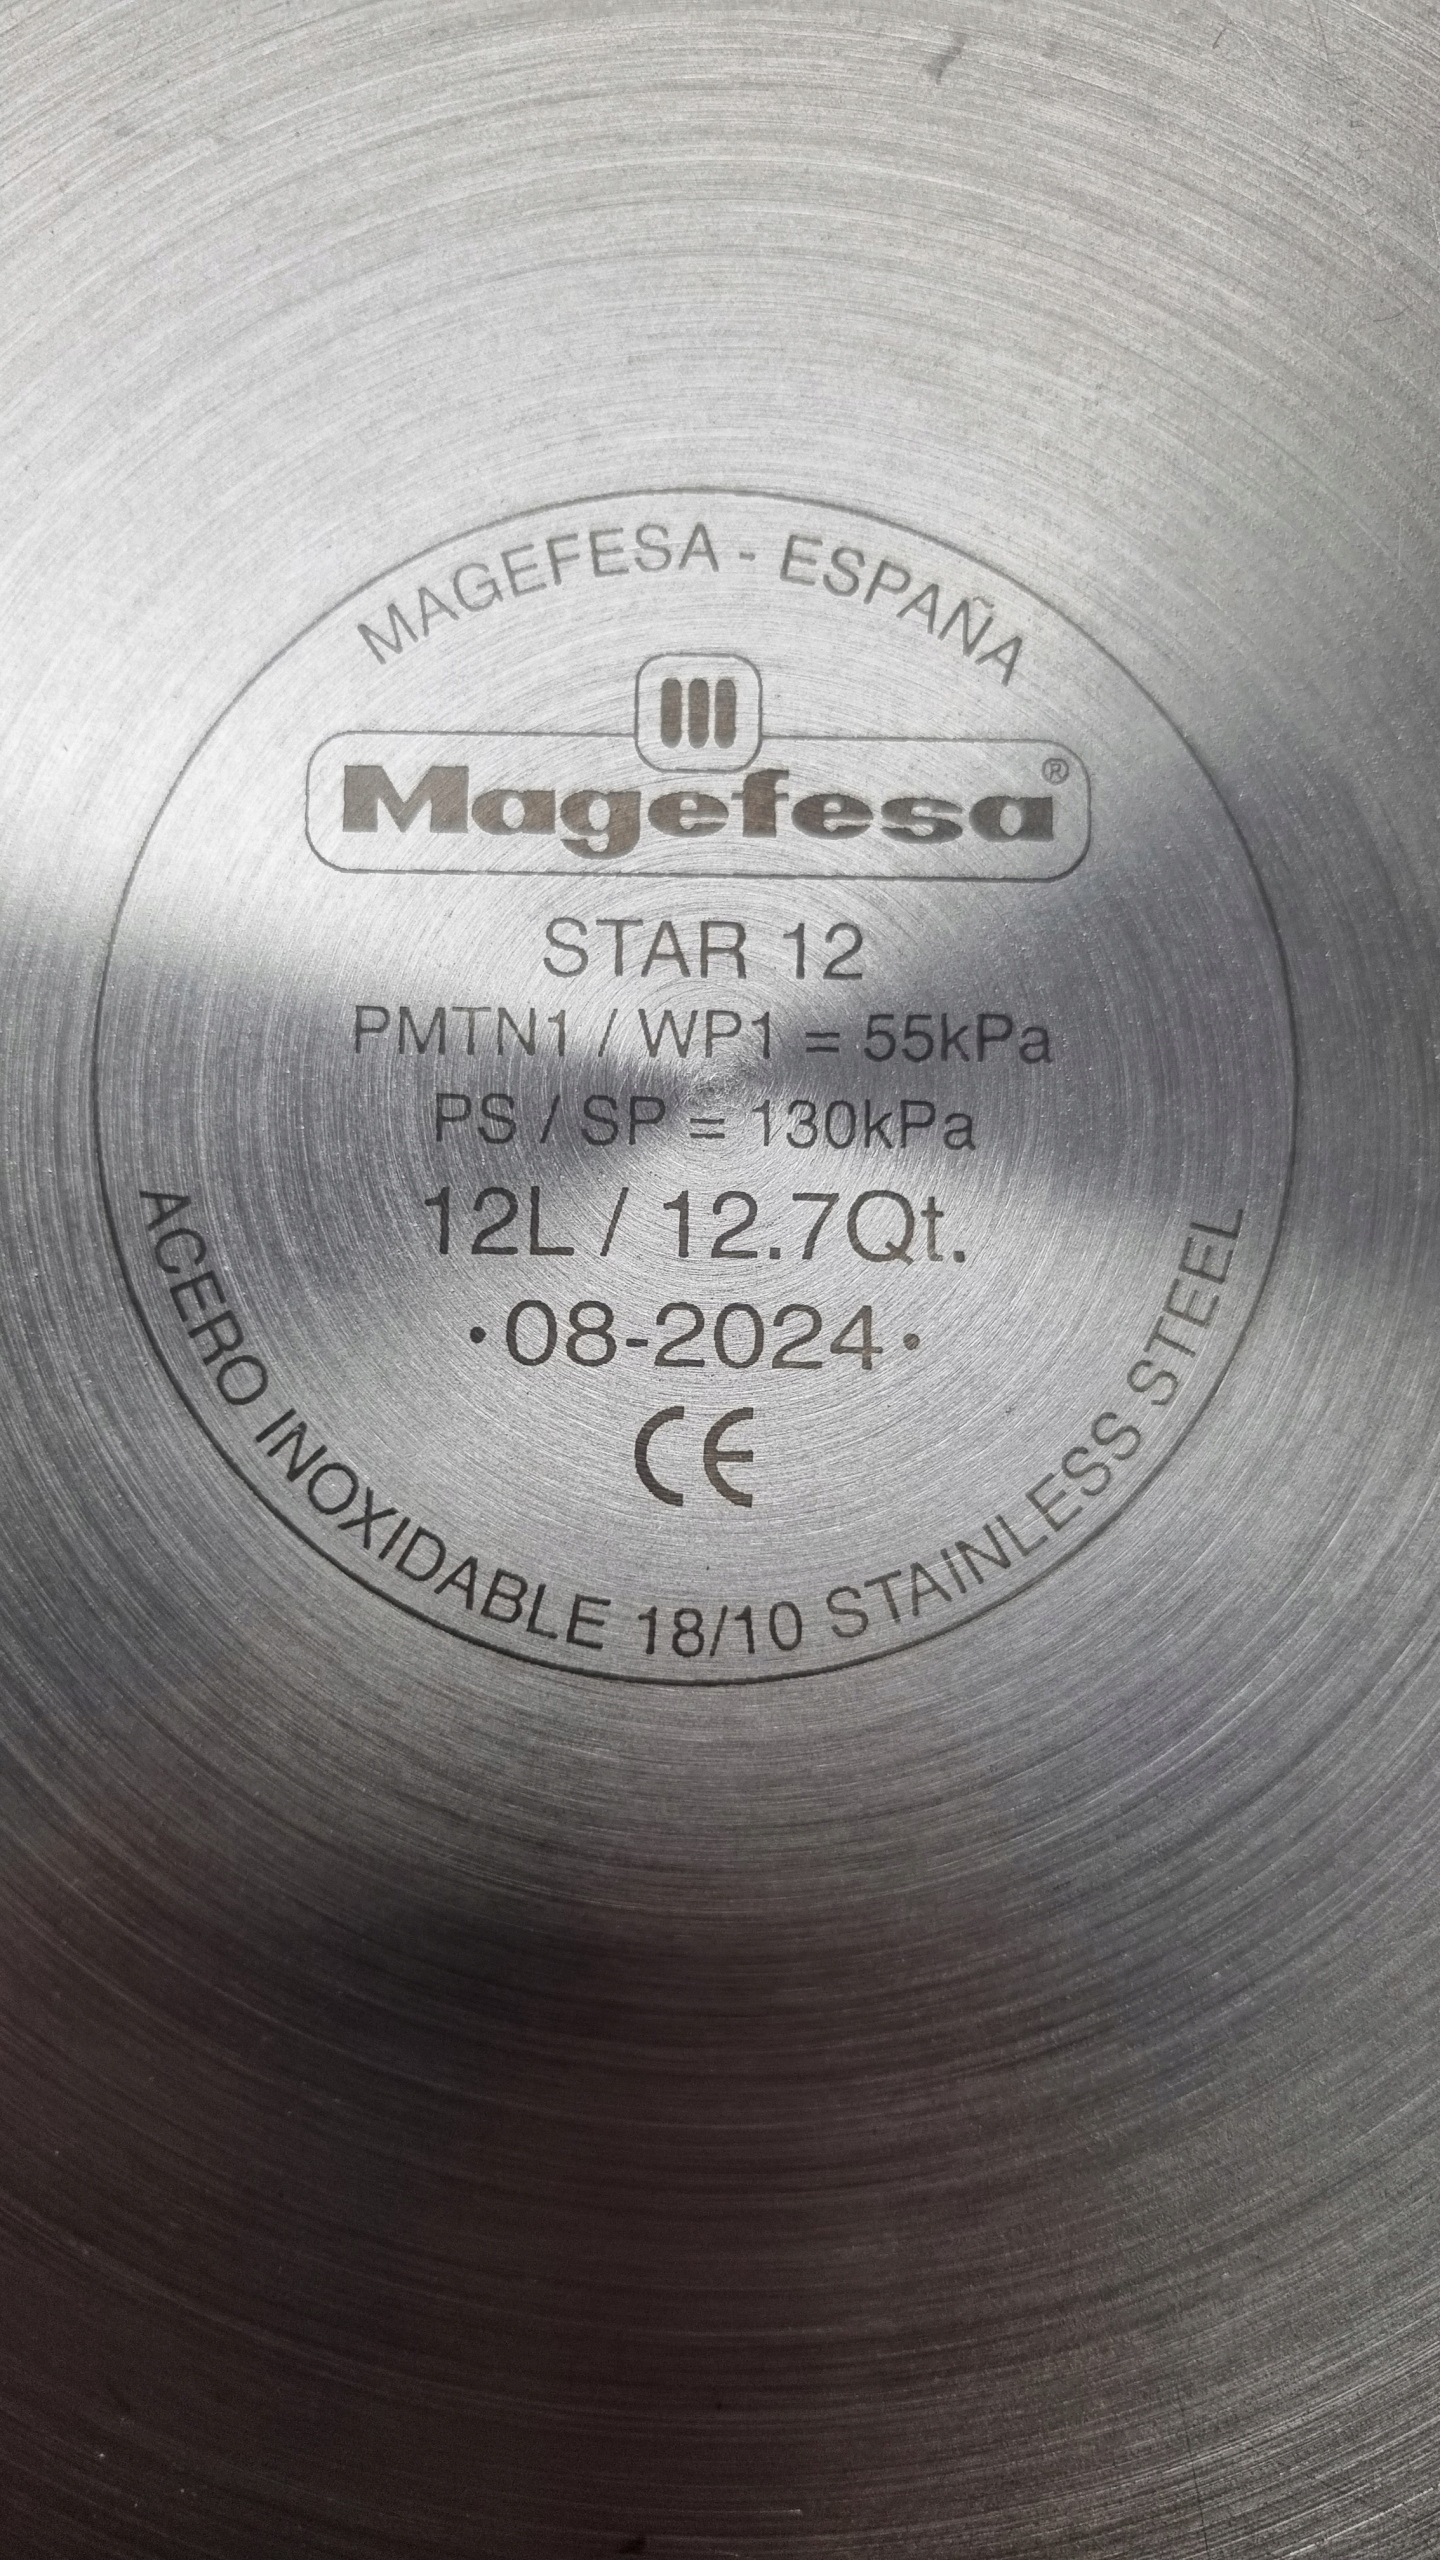 MAGEFESA - ESPAÑA
Magefesa®
STAR 12
PMTN1 / WP1 = 55kPa
PS / SP = 130kPa
12L / 12.7Qt.
·08-2024·
CE
ACERO INOXIDABLE 18/10 STAINLESS STEEL